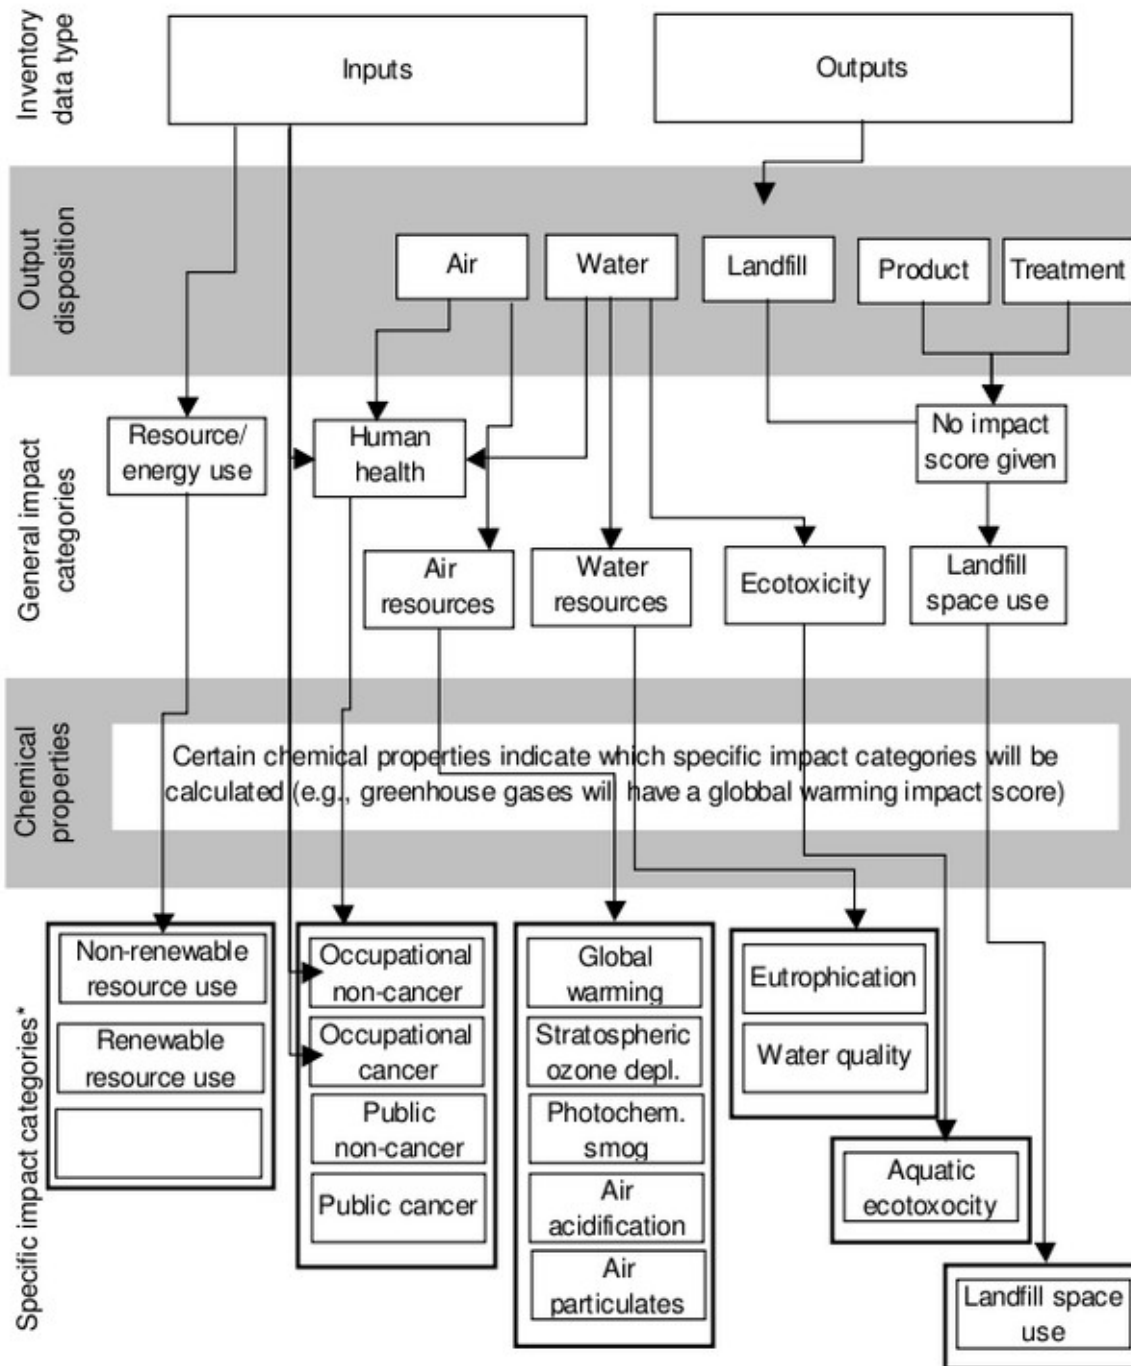 Inventory
data type
Inputs
Outputs
Output
disposition
Air
Water
Landfill
Product
Treatment
General impact
categories
Resource/
energy use
Human
health
No impact
score given
Air
resources
Water
resources
Ecotoxicity
Landfill
space use
Chemical
properties
Certain chemical properties indicate which specific impact categories will be
calculated (e.g., greenhouse gases will have a globbal warming impact score)
Specific impact categories*
Non-renewable
resource use
Renewable
resource use
Occupational
non-cancer
Occupational
cancer
Public
non-cancer
Public cancer
Global
warming
Stratospheric
ozone depl.
Photochem.
smog
Air
acidification
Air
particulates
Eutrophication
Water quality
Aquatic
ecotoxocity
Landfill space
use